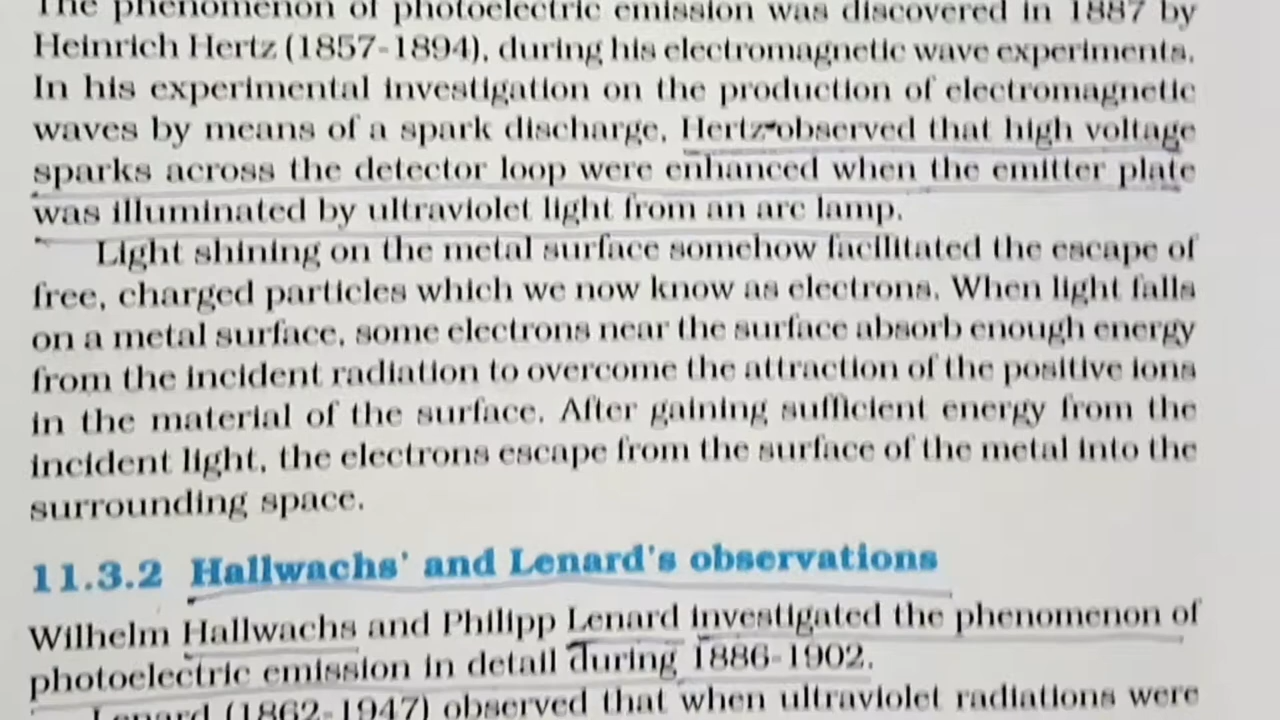 The phenomenon of photoelectric emission was discovered in 1887 by
Heinrich Hertz (1857-1894), during his electromagnetic wave experiments.
In his experimental investigation on the production of electromagnetic
waves by means of a spark discharge, Hertz observed that high voltage
sparks across the detector loop were enhanced when the emitter plate
was illuminated by ultraviolet light from an arc lamp.
Light shining on the metal surface somehow facilitated the escape of
free, charged particles which we now know as electrons. When light falls
on a metal surface, some electrons near the surface absorb enough energy
from the incident radiation to overcome the attraction of the positive ions
in the material of the surface. After gaining sufficient energy from the
incident light, the electrons escape from the surface of the metal into the
surrounding space.
11.3.2 Hallwachs' and Lenard's observations
Wilhelm Hallwachs and Philipp Lenard investigated the phenomenon of
photoelectric emission in detail during 1886-1902.
Lenard (1862-1947) observed that when ultraviolet radiations were